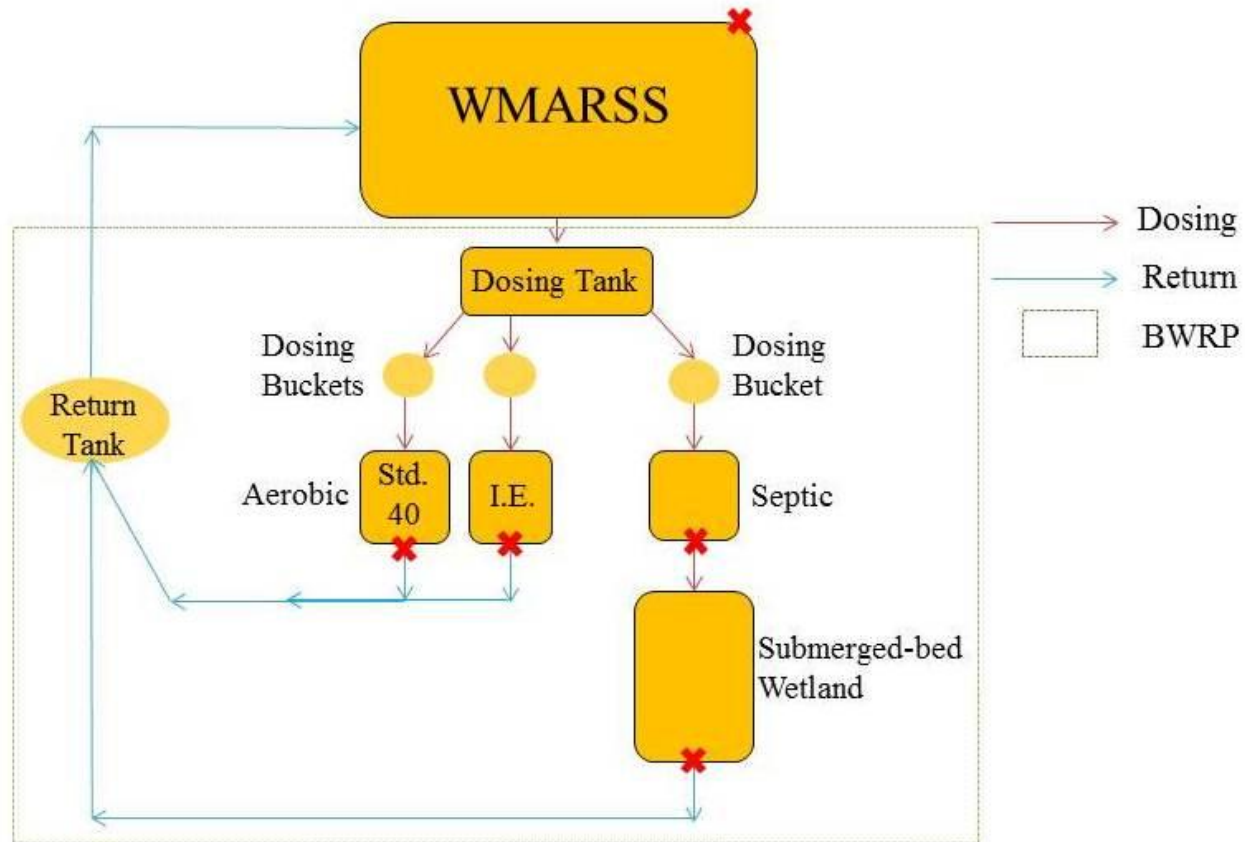 WMARSS
Dosing
Return
BWRP
Dosing Tank
Dosing
Buckets
Dosing
Bucket
Return
Tank
Aerobic
Std.
40
I.E.
Septic
Submerged-bed
Wetland